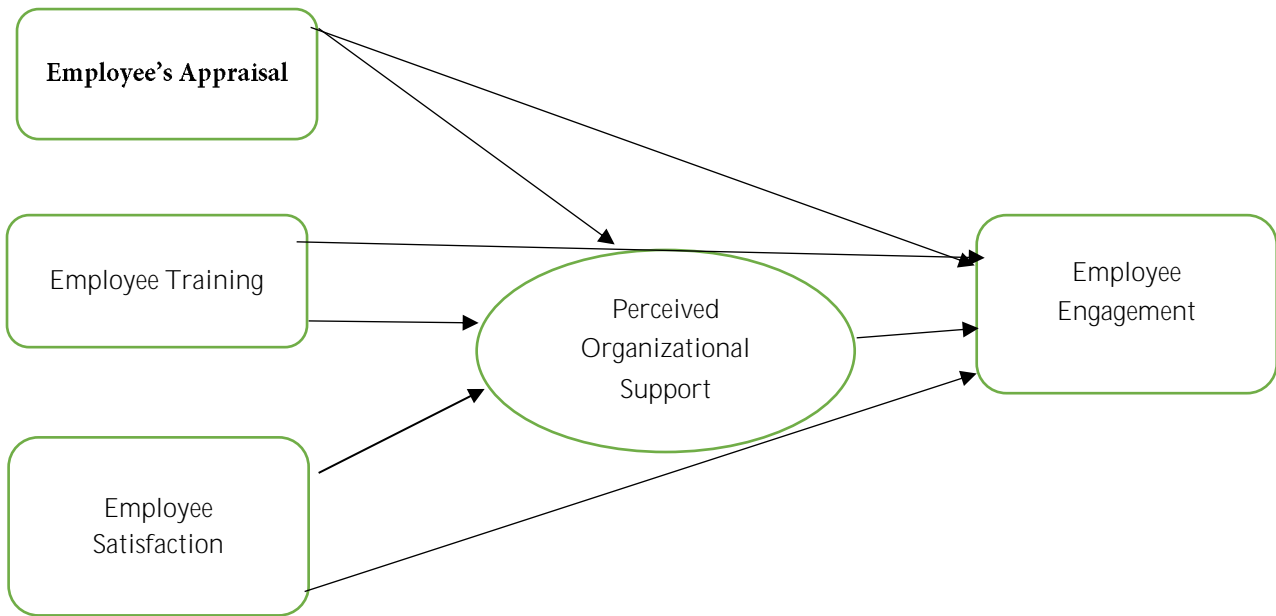 Employee’s Appraisal
Employee Training
Perceived
Organizational
Support
Employee
Engagement
Employee
Satisfaction